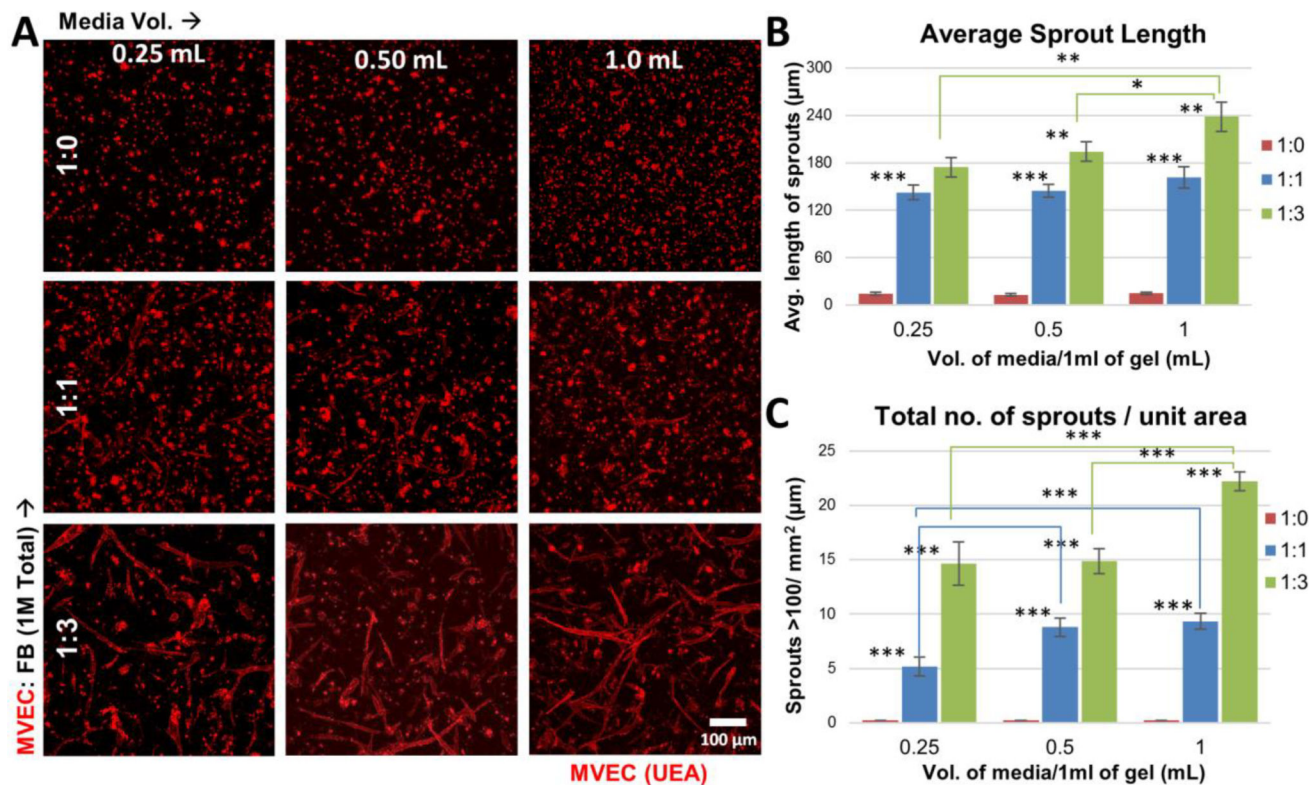 A
Media Vol. →
0.25 mL
0.50 mL
1.0 mL
1:0
1:1
1:3
MVEC: FB (1M Total) →
100 µm
MVEC (UEA)
B
Average Sprout Length
Avg. length of sprouts (µm)
300
240
180
120
60
0
**
*
***
***
**
***
**
0.25
0.5
1
Vol. of media/1ml of gel (mL)
1:0
1:1
1:3
C
Total no. of sprouts / unit area
Sprouts >100/ mm² (µm)
25
20
15
10
5
0
***
***
***
***
***
***
***
***
***
0.25
0.5
1
Vol. of media/1ml of gel (mL)
1:0
1:1
1:3